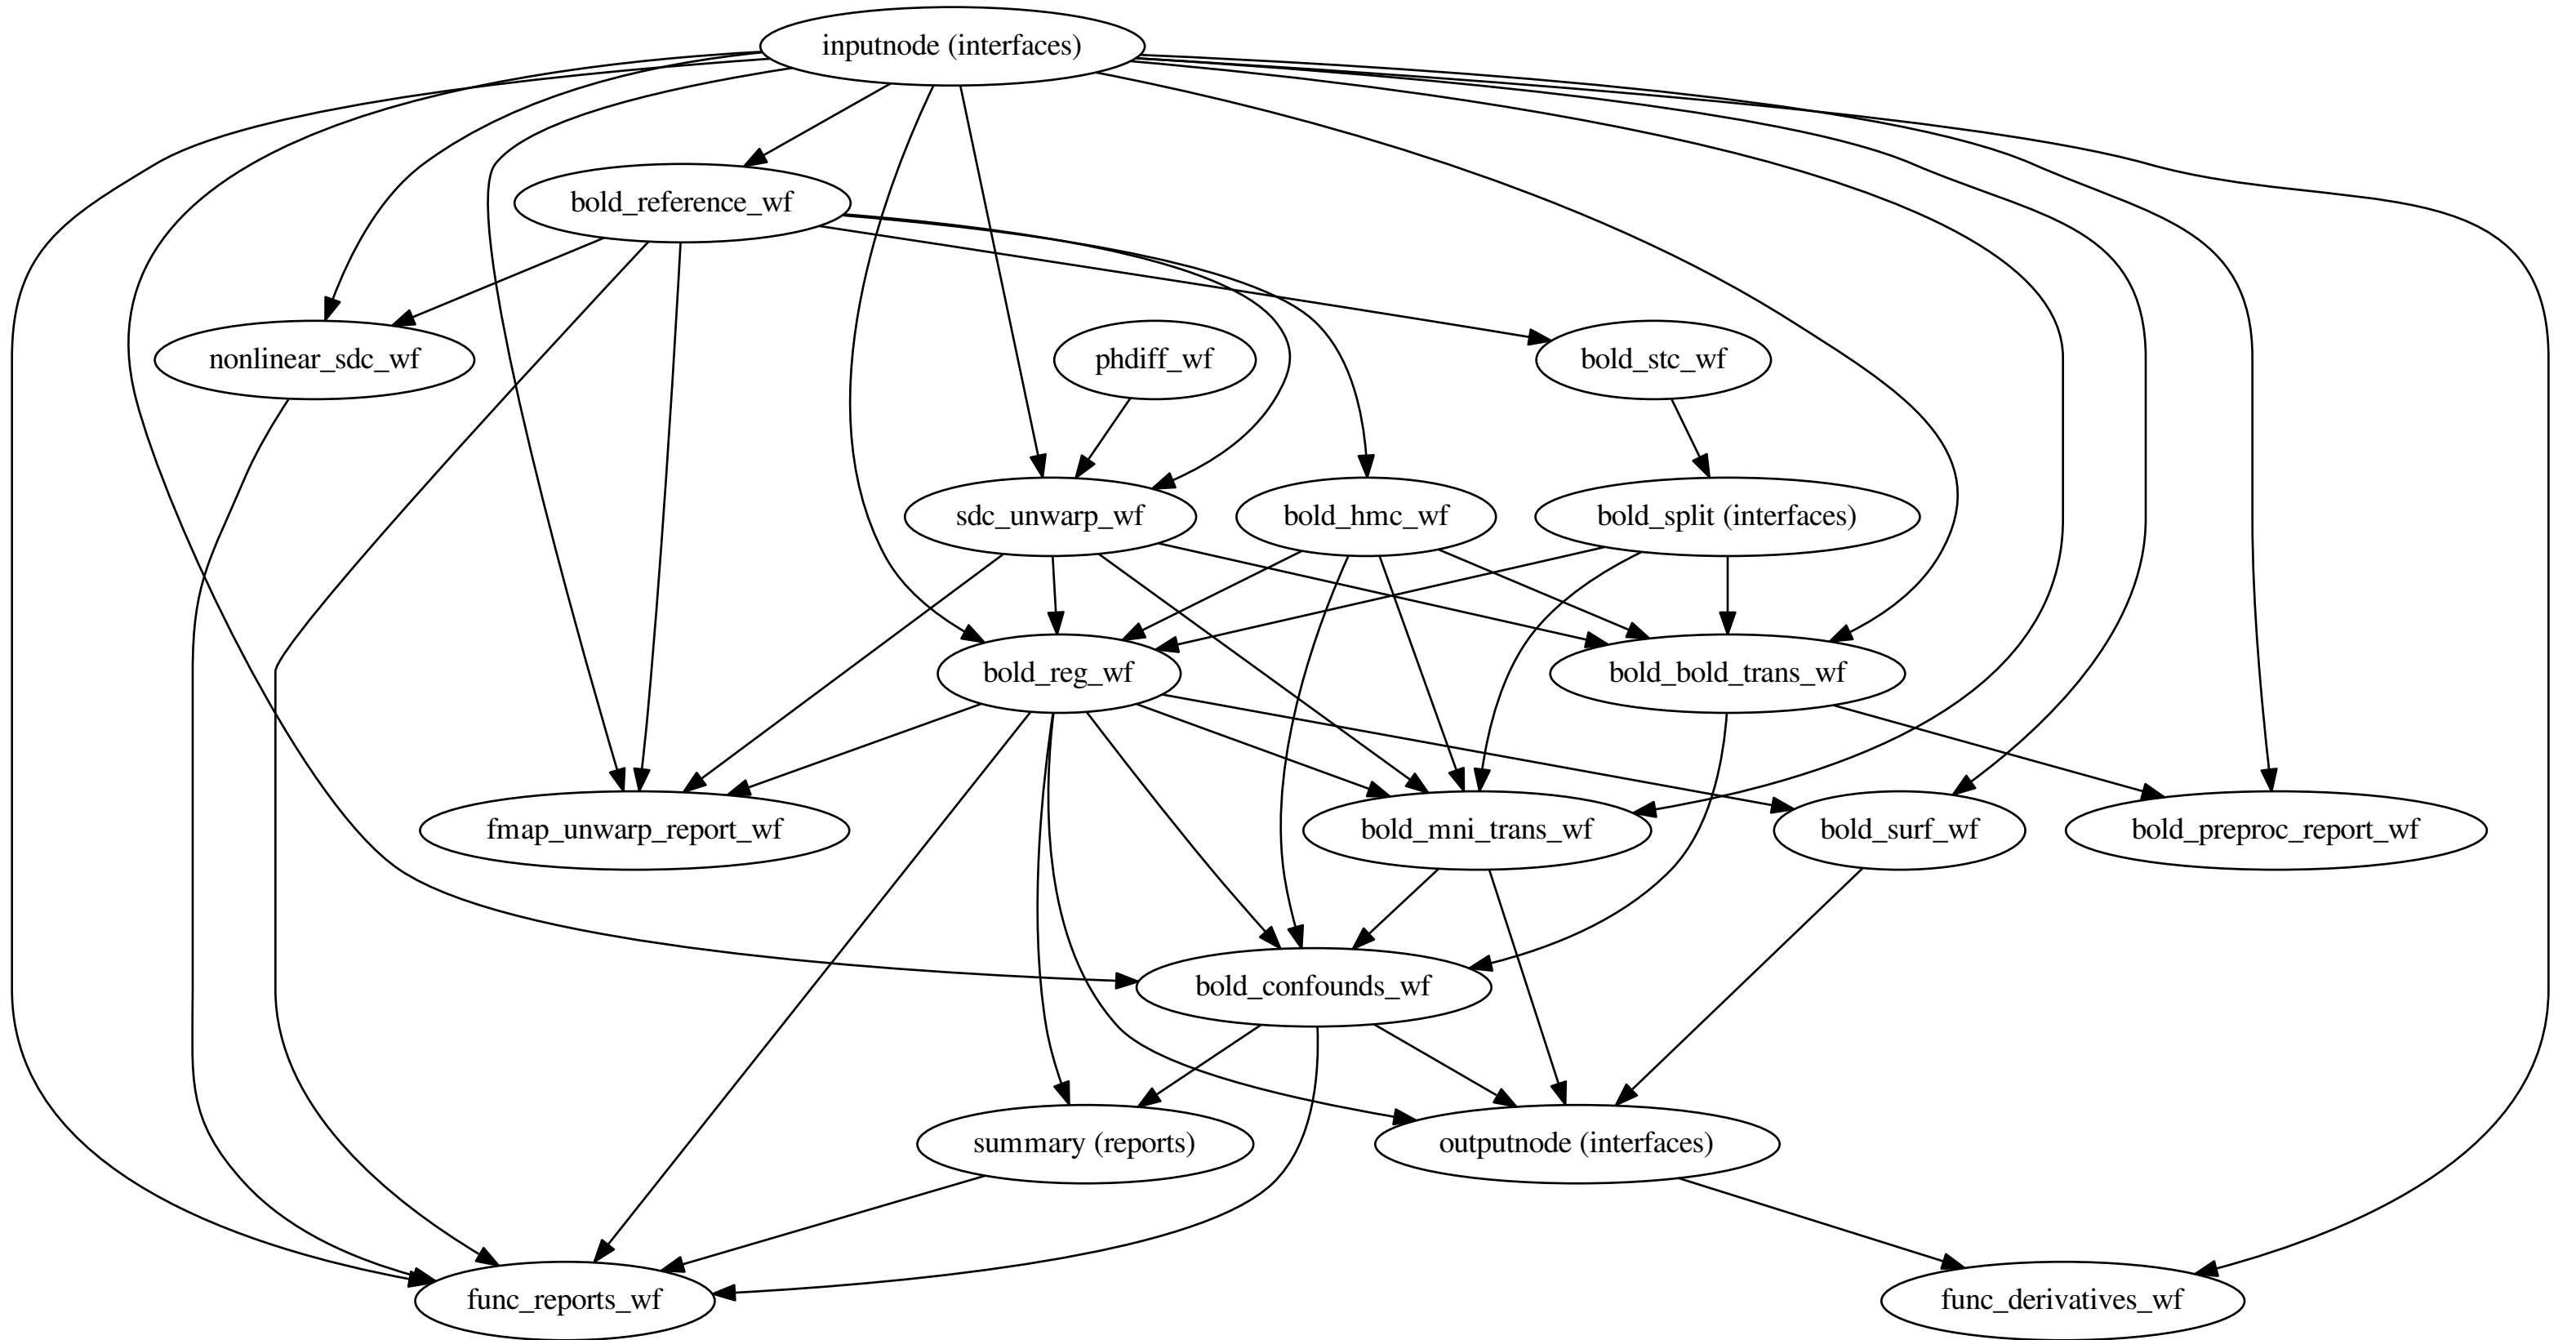 inputnode (interfaces)
bold_reference_wf
nonlinear_sdc_wf
phdiff_wf
bold_stc_wf
sdc_unwarp_wf
bold_hmc_wf
bold_split (interfaces)
bold_reg_wf
bold_bold_trans_wf
fmap_unwarp_report_wf
bold_mni_trans_wf
bold_surf_wf
bold_preproc_report_wf
bold_confounds_wf
summary (reports)
outputnode (interfaces)
func_reports_wf
func_derivatives_wf